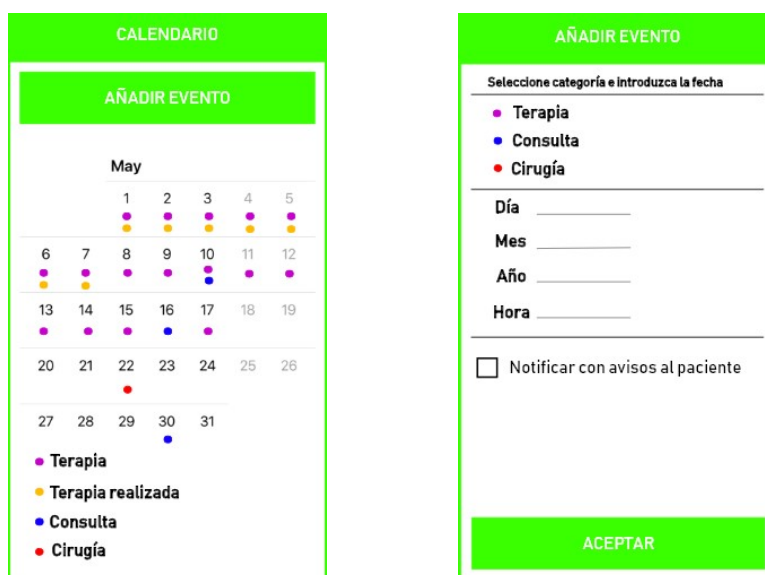 CALENDARIO
AÑADIR EVENTO
May
1 2 3 4 5
6 7 8 9 10 11 12
13 14 15 16 17 18 19
20 21 22 23 24 25 26
27 28 29 30 31
Terapia
Terapia realizada
Consulta
Cirugía
AÑADIR EVENTO
Seleccione categoría e introduzca la fecha
Terapia
Consulta
Cirugía
Día
Mes
Año
Hora
Notificar con avisos al paciente
ACEPTAR